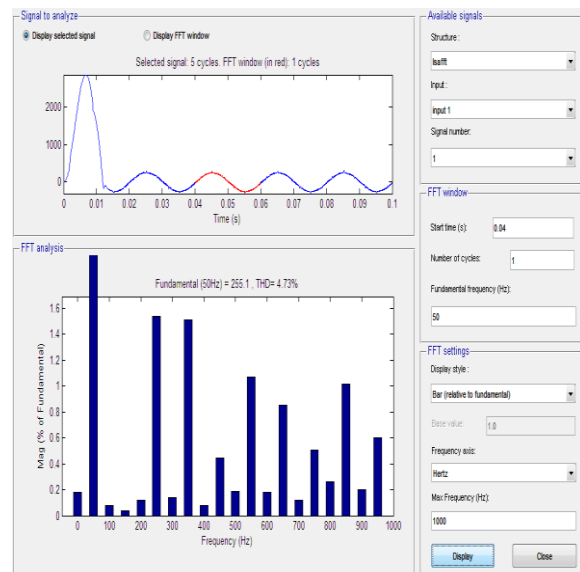 Signal to analyze
Display selected signal
Display FFT window
Selected signal: 5 cycles. FFT window (in red): 1 cycles
2000
1000
0
0 0.01 0.02 0.03 0.04 0.05 0.06 0.07 0.08 0.09 0.1
Time (s)
FFT analysis
Fundamental (50Hz) = 255.1 , THD= 4.73%
Mag (% of Fundamental)
1.6
1.4
1.2
1
0.8
0.6
0.4
0.2
0
0 100 200 300 400 500 600 700 800 900 1000
Frequency (Hz)
Available signals
Structure :
Isafft
Input :
input 1
Signal number:
1
FFT window
Start time (s):
0.04
Number of cycles:
1
Fundamental frequency (Hz):
50
FFT settings
Display style :
Bar (relative to fundamental)
Base value:
1.0
Frequency axis:
Hertz
Max Frequency (Hz):
1000
Display
Close